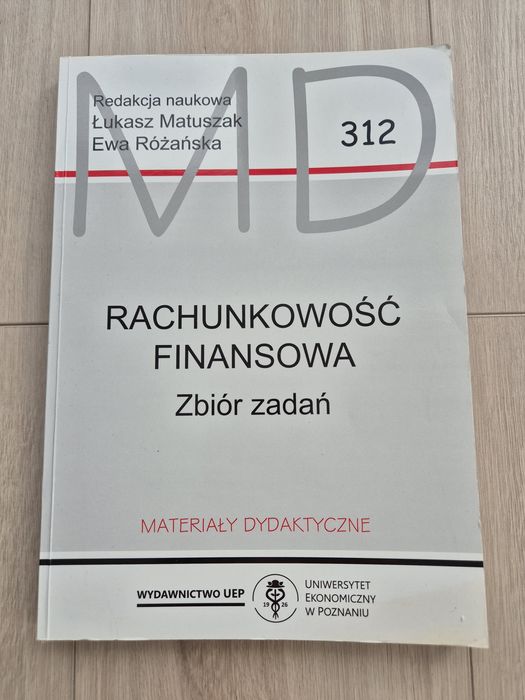 MD
Redakcja naukowa
Łukasz Matuszak
Ewa Różańska
312
RACHUNKOWOŚĆ
FINANSOWA
Zbiór zadań
MATERIAŁY DYDAKTYCZNE
WYDAWNICTWO UEP
19 26
UNIWERSYTET
EKONOMICZNY
W POZNANIU